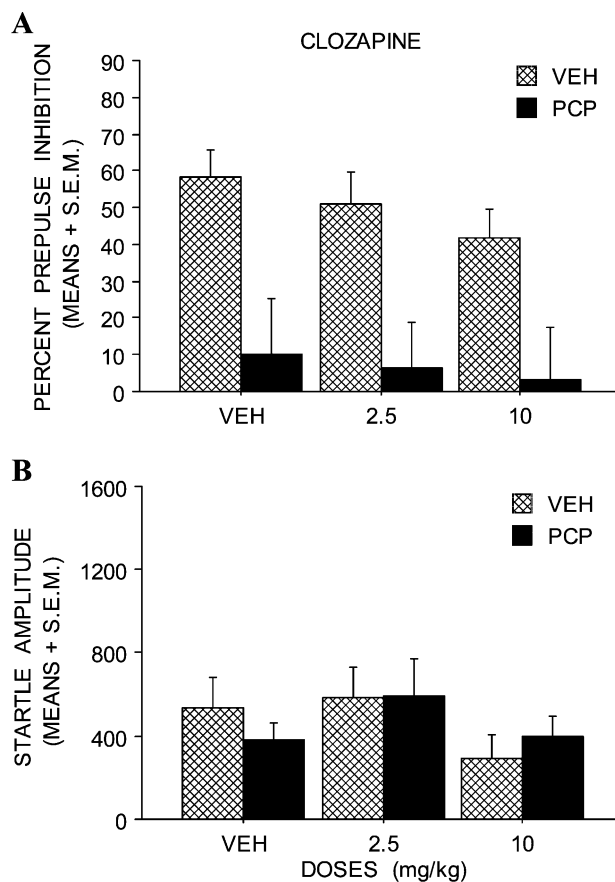 A
CLOZAPINE
VEH
PCP
PERCENT PREPULSE INHIBITION
(MEANS + S.E.M.)
90
80
70
60
50
40
30
20
10
0
VEH 2.5 10
B
VEH
PCP
STARTLE AMPLITUDE
(MEANS + S.E.M.)
1600
1200
800
400
0
VEH 2.5 10
DOSES (mg/kg)